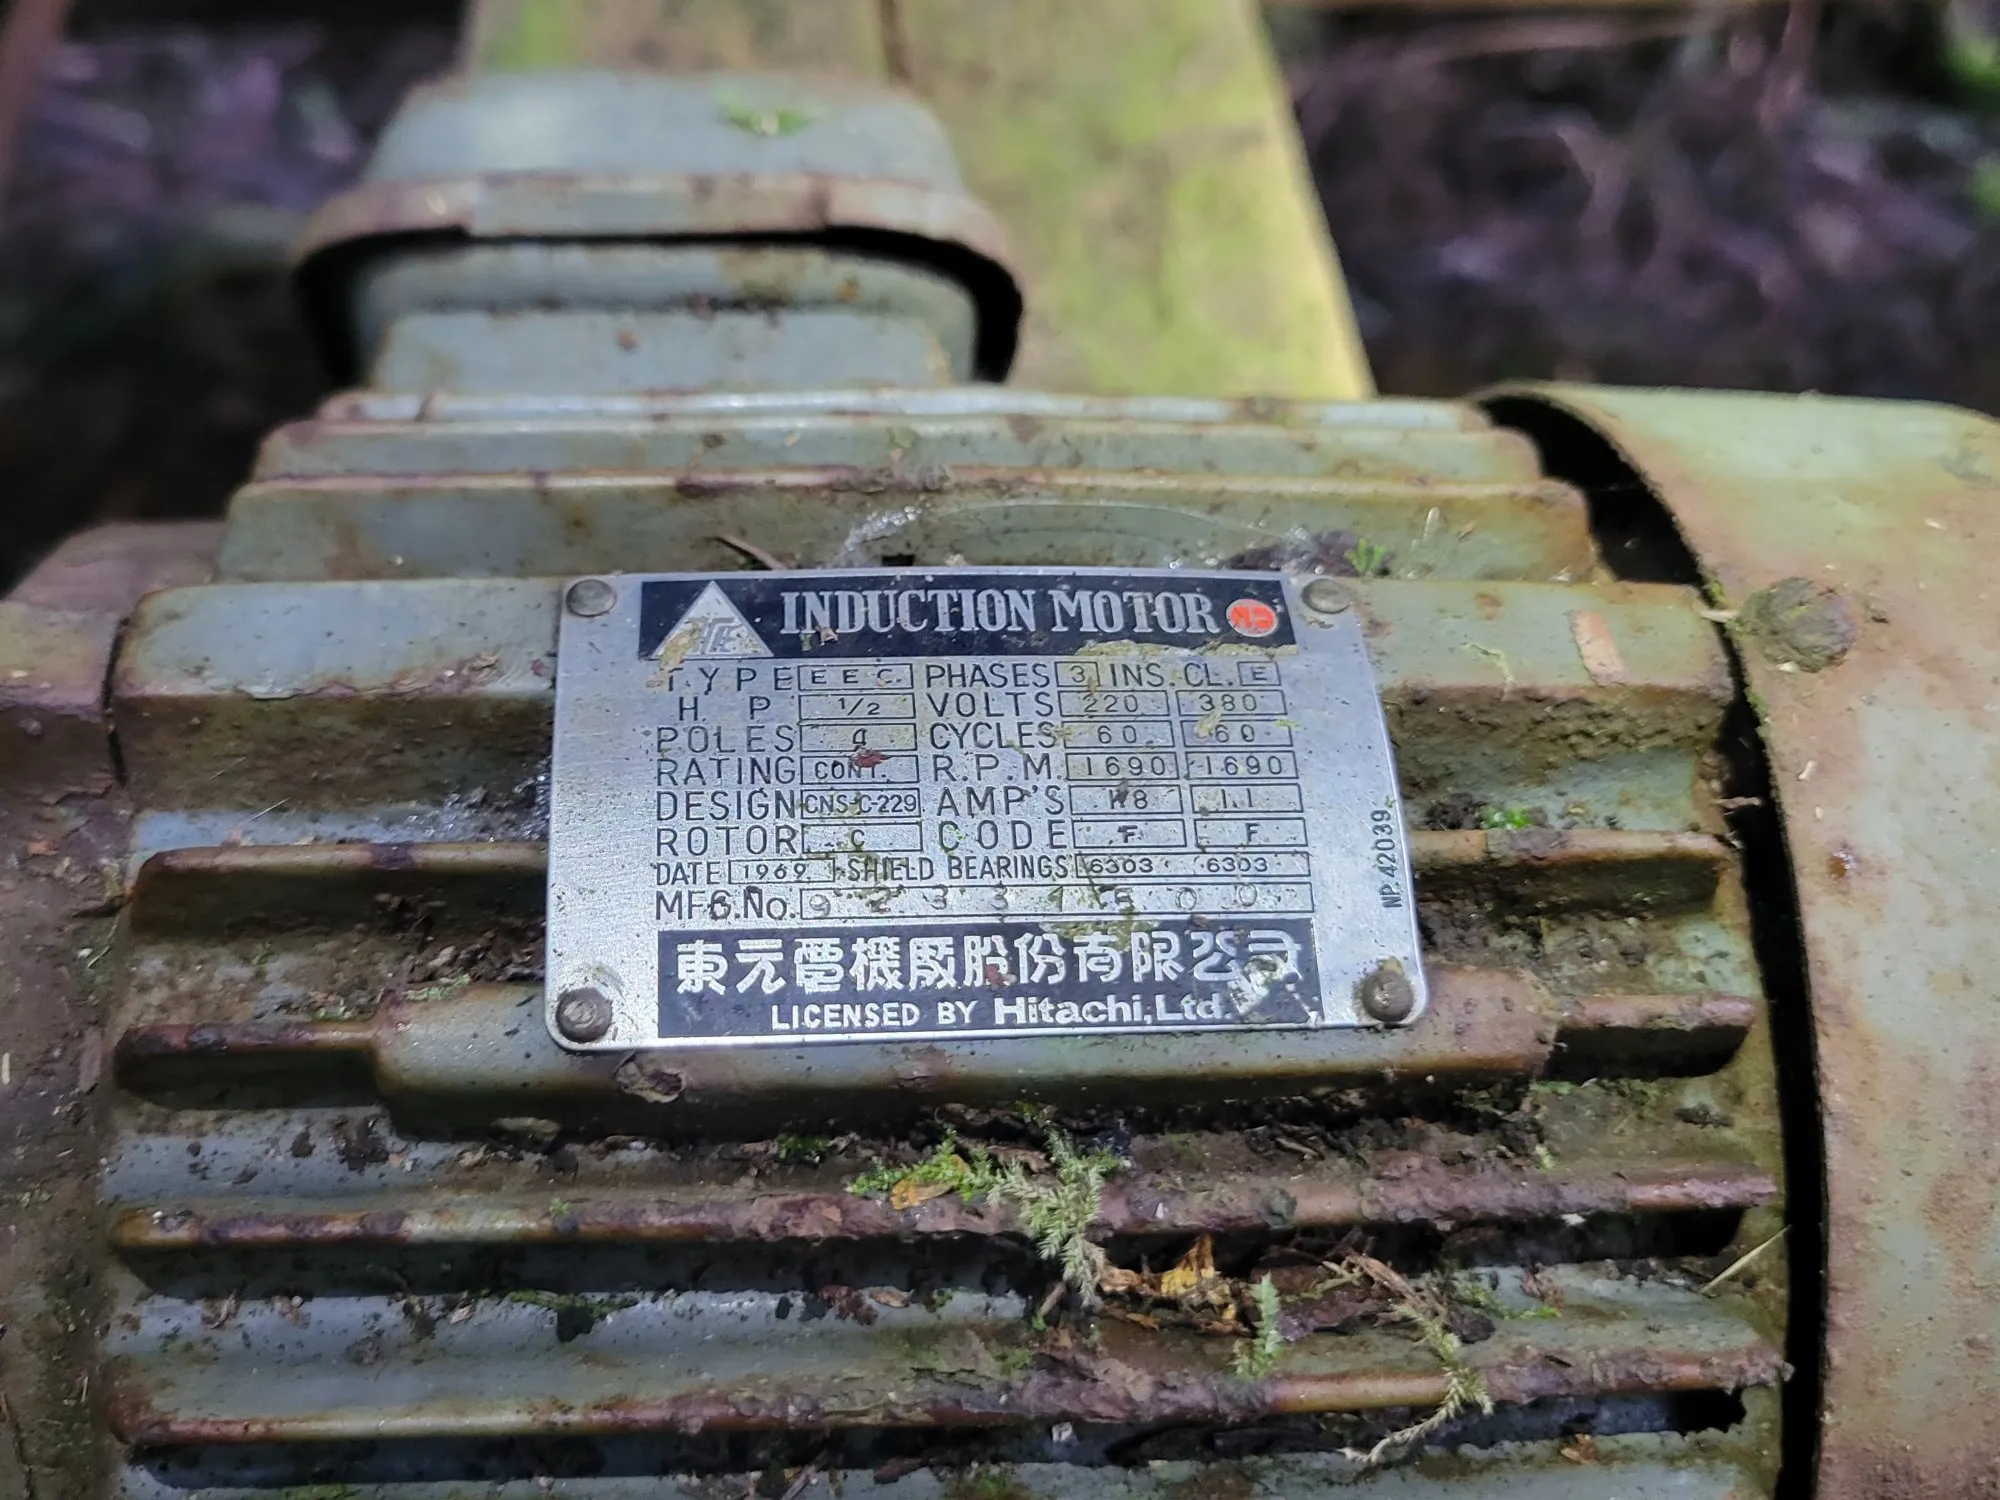 INDUCTION MOTOR
TYPE EEC PHASES 3 INS. CL. E
H P 1/2 VOLTS 220 380
POLES 4 CYCLES 60 60
RATING CONT. R.P.M. 1690 1690
DESIGN CNS-C-229 AMP'S 1.1
ROTOR C CODE F F
DATE 1969 SHIELD BEARINGS 6303 6303
MFG.No.
NP. 42039
東元電機廠股份有限公司
LICENSED BY Hitachi, Ltd.